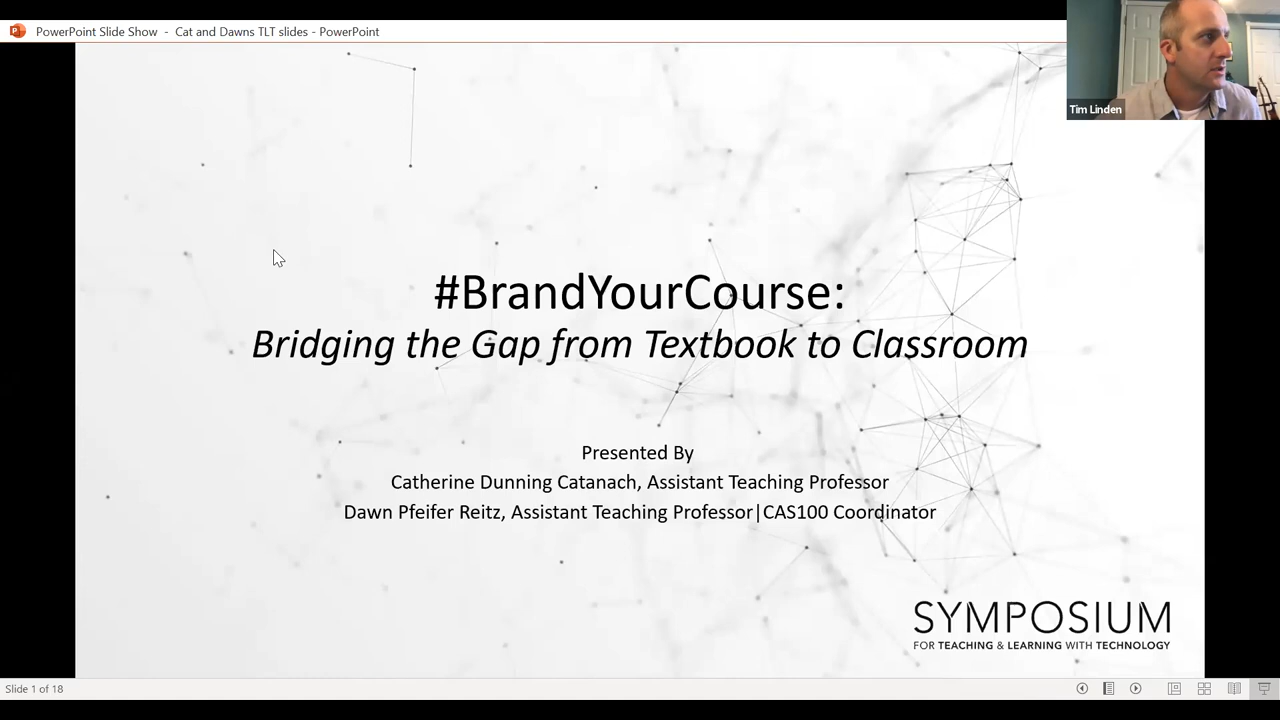 PowerPoint Slide Show - Cat and Dawns TLT slides - PowerPoint
Tim Linden
#BrandYourCourse:
Bridging the Gap from Textbook to Classroom
Presented By
Catherine Dunning Catanach, Assistant Teaching Professor
Dawn Pfeifer Reitz, Assistant Teaching Professor|CAS100 Coordinator
SYMPOSIUM
FOR TEACHING & LEARNING WITH TECHNOLOGY
Slide 1 of 18